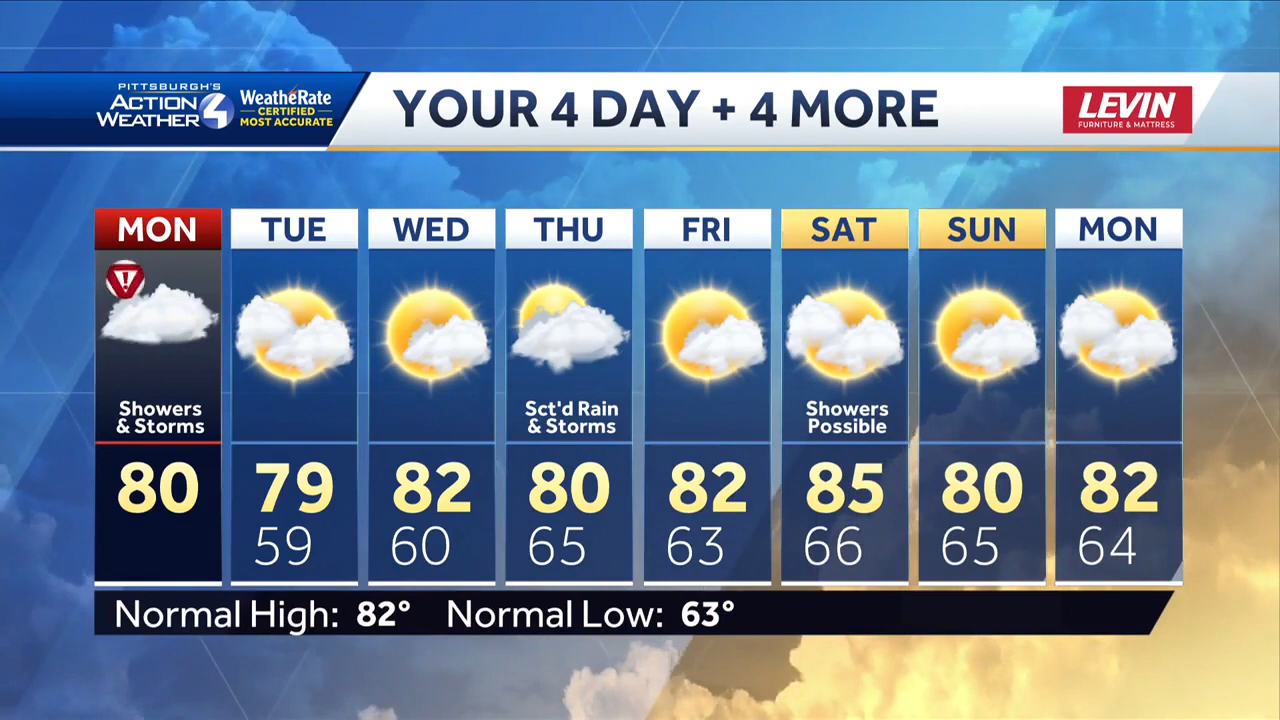 PITTSBURGH'S
ACTION
WEATHER 4
WeatheRate
CERTIFIED
MOST ACCURATE
YOUR 4 DAY + 4 MORE
LEVIN
FURNITURE & MATTRESS
MON TUE WED THU FRI SAT SUN MON
!
Showers
& Storms
Sct'd Rain
& Storms
Showers
Possible
80 79 82 80 82 85 80 82
59 60 65 63 66 65 64
Normal High: 82° Normal Low: 63°